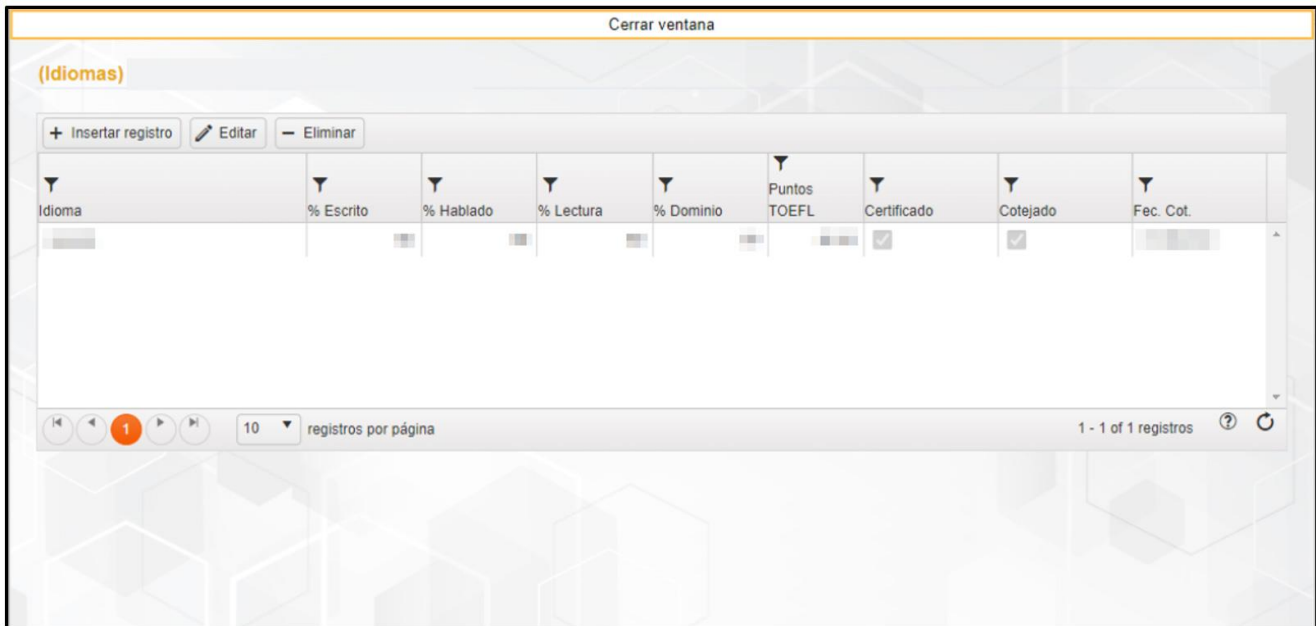 Cerrar ventana
(Idiomas)
+ Insertar registro Editar − Eliminar
Idioma % Escrito % Hablado % Lectura % Dominio Puntos TOEFL Certificado Cotejado Fec. Cot.
1 10 registros por página 1 - 1 of 1 registros